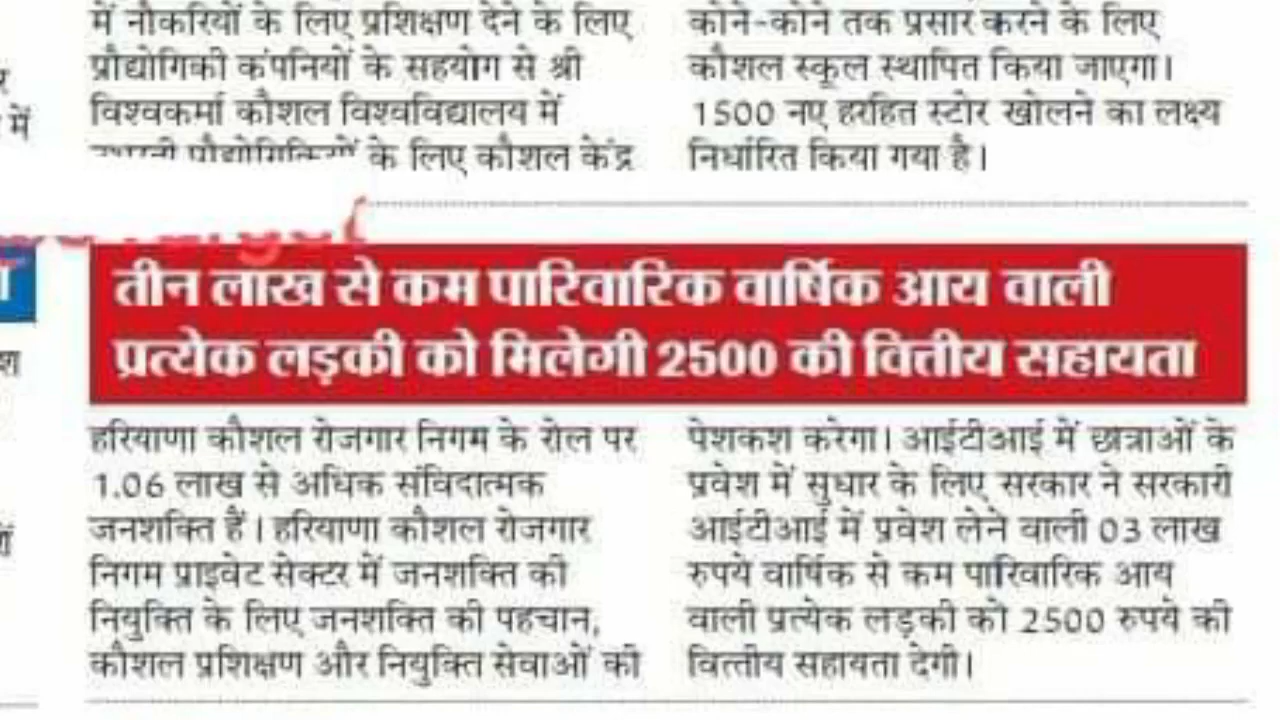 में नौकरियों के लिए प्रशिक्षण देने के लिए
प्रौद्योगिकी कंपनियों के सहयोग से श्री
विश्वकर्मा कौशल विश्वविद्यालय में
के लिए कौशल केंद्र
कोने-कोने तक प्रसार करने के लिए
कौशल स्कूल स्थापित किया जाएगा।
1500 नए हरहित स्टोर खोलने का लक्ष्य
निर्धारित किया गया है।
में
तीन लाख से कम पारिवारिक वार्षिक आय वाली
प्रत्येक लड़की को मिलेगी 2500 की वित्तीय सहायता
हरियाणा कौशल रोजगार निगम के रोल पर
1.06 लाख से अधिक संविदात्मक
जनशक्ति हैं। हरियाणा कौशल रोजगार
निगम प्राइवेट सेक्टर में जनशक्ति की
नियुक्ति के लिए जनशक्ति की पहचान,
कौशल प्रशिक्षण और नियुक्ति सेवाओं की
पेशकश करेगा। आईटीआई में छात्राओं के
प्रवेश में सुधार के लिए सरकार ने सरकारी
आईटीआई में प्रवेश लेने वाली 03 लाख
रुपये वार्षिक से कम पारिवारिक आय
वाली प्रत्येक लड़की को 2500 रुपये की
वित्तीय सहायता देगी।